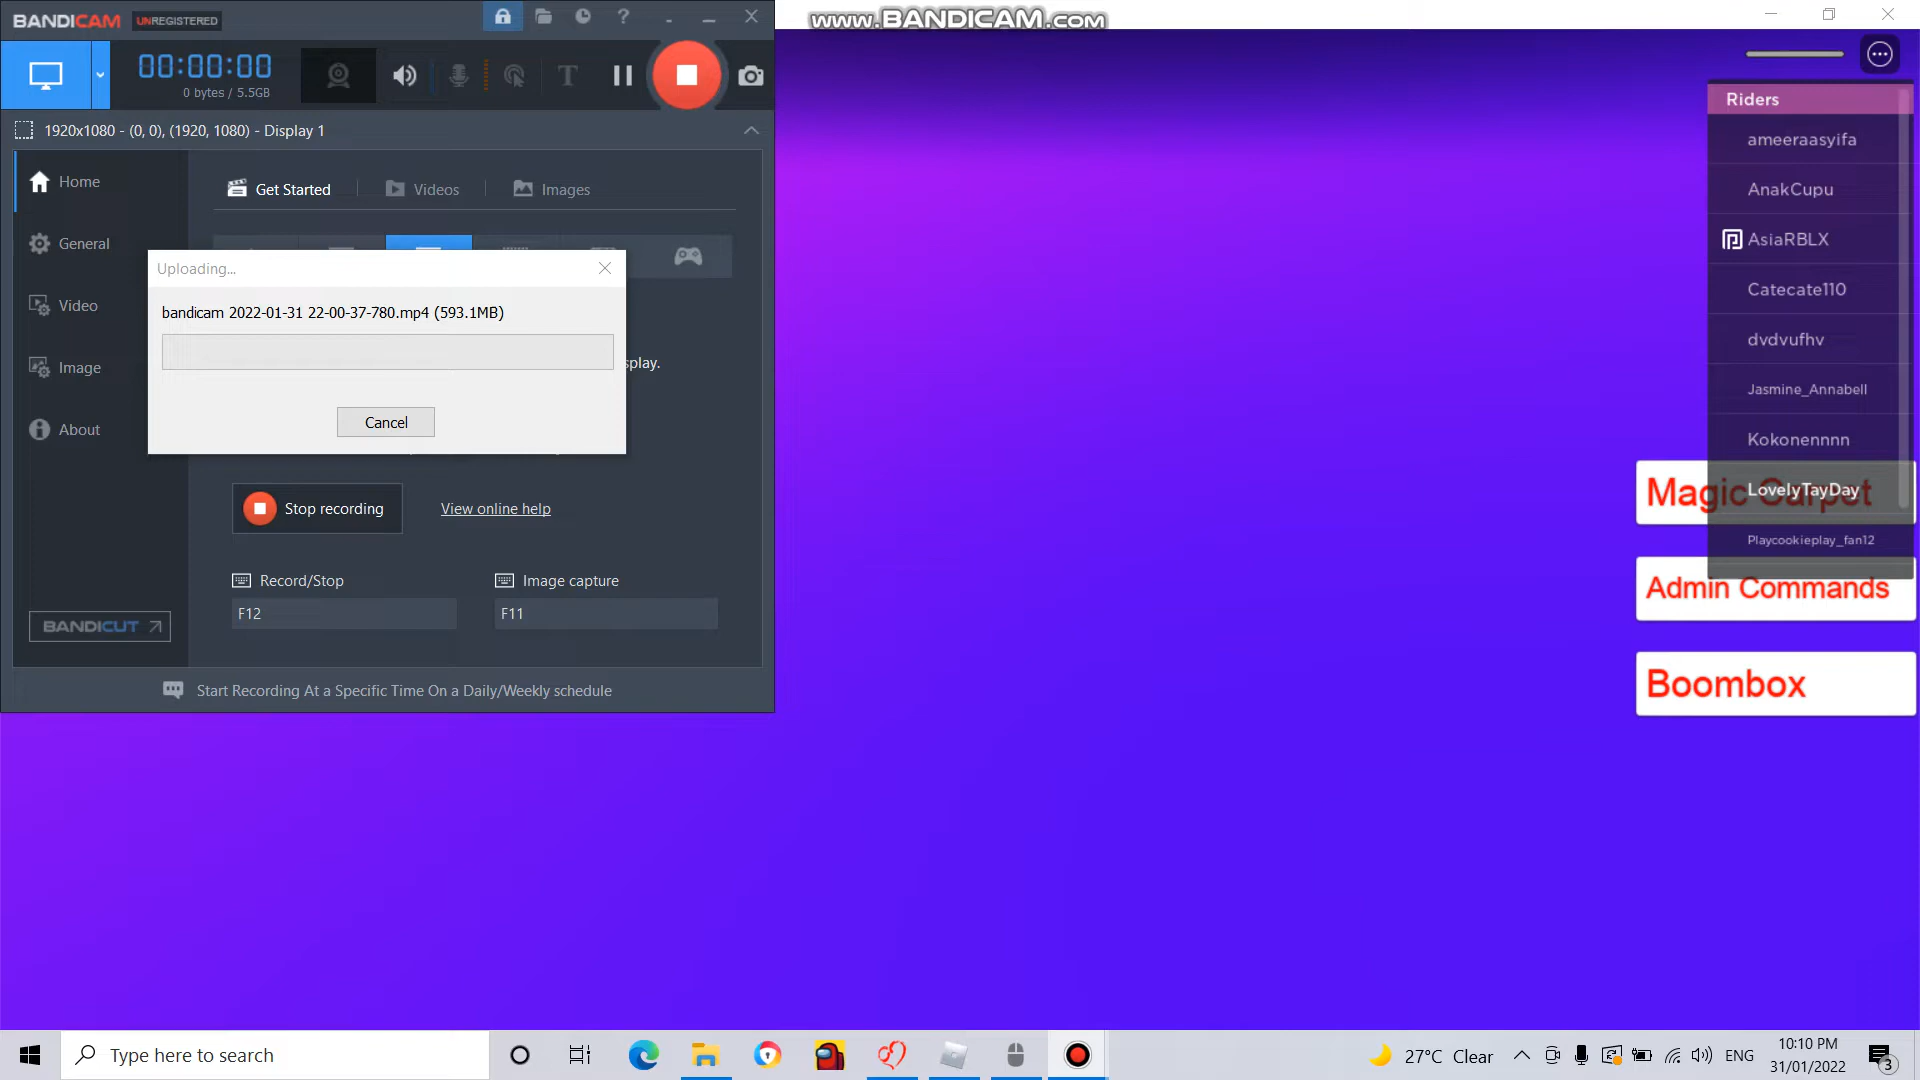 BANDICAM UNREGISTERED
www.BANDICAM.COM
00:00:00
0 bytes / 5.5GB
1920x1080 - (0, 0), (1920, 1080) - Display 1
Home
General
Video
Image
About
BANDICUT
Get Started
Videos
Images
Uploading...
bandicam 2022-01-31 22-00-37-780.mp4 (593.1MB)
Cancel
splay.
Stop recording
View online help
Record/Stop
Image capture
F12
F11
Start Recording At a Specific Time On a Daily/Weekly schedule
Riders
ameeraasyifa
AnakCupu
AsiaRBLX
Catecate110
dvdvufhv
Jasmine_Annabell
Kokonennnn
LovelyTayDay
Playcookieplay_fan12
Magic Carpet
Admin Commands
Boombox
Type here to search
27°C Clear
ENG
10:10 PM
31/01/2022
3